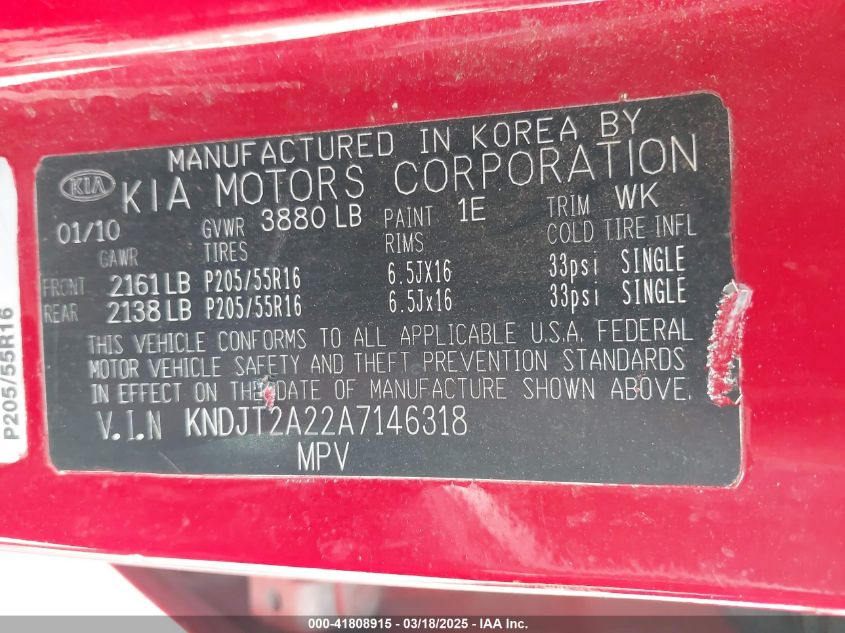 MANUFACTURED IN KOREA BY
KIA KIA MOTORS CORPORATION
01/10 GVWR 3880 LB PAINT 1E TRIM WK
GAWR TIRES RIMS COLD TIRE INFL
FRONT 2161 LB P205/55R16 6.5JX16 33psi SINGLE
REAR 2138 LB P205/55R16 6.5Jx16 33psi SINGLE
THIS VEHICLE CONFORMS TO ALL APPLICABLE U.S.A. FEDERAL
MOTOR VEHICLE SAFETY AND THEFT PREVENTION STANDARDS
IN EFFECT ON THE DATE OF MANUFACTURE SHOWN ABOVE.
V.I.N KNDJT2A22A7146318
MPV
P205/55R16
000-41808915 - 03/18/2025 - IAA Inc.